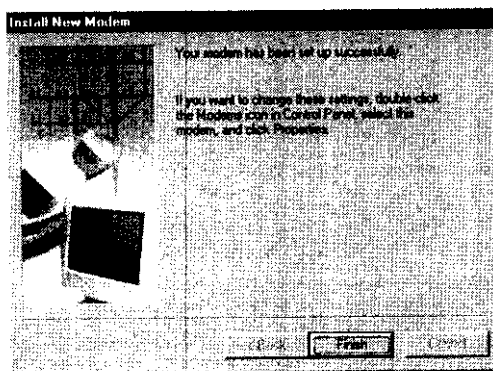 Install New Modem
Your modem has been set up successfully.
If you want to change these settings, double-click
the Modems icon in Control Panel, select this
modem, and click Properties.
< Back
Finish
Cancel